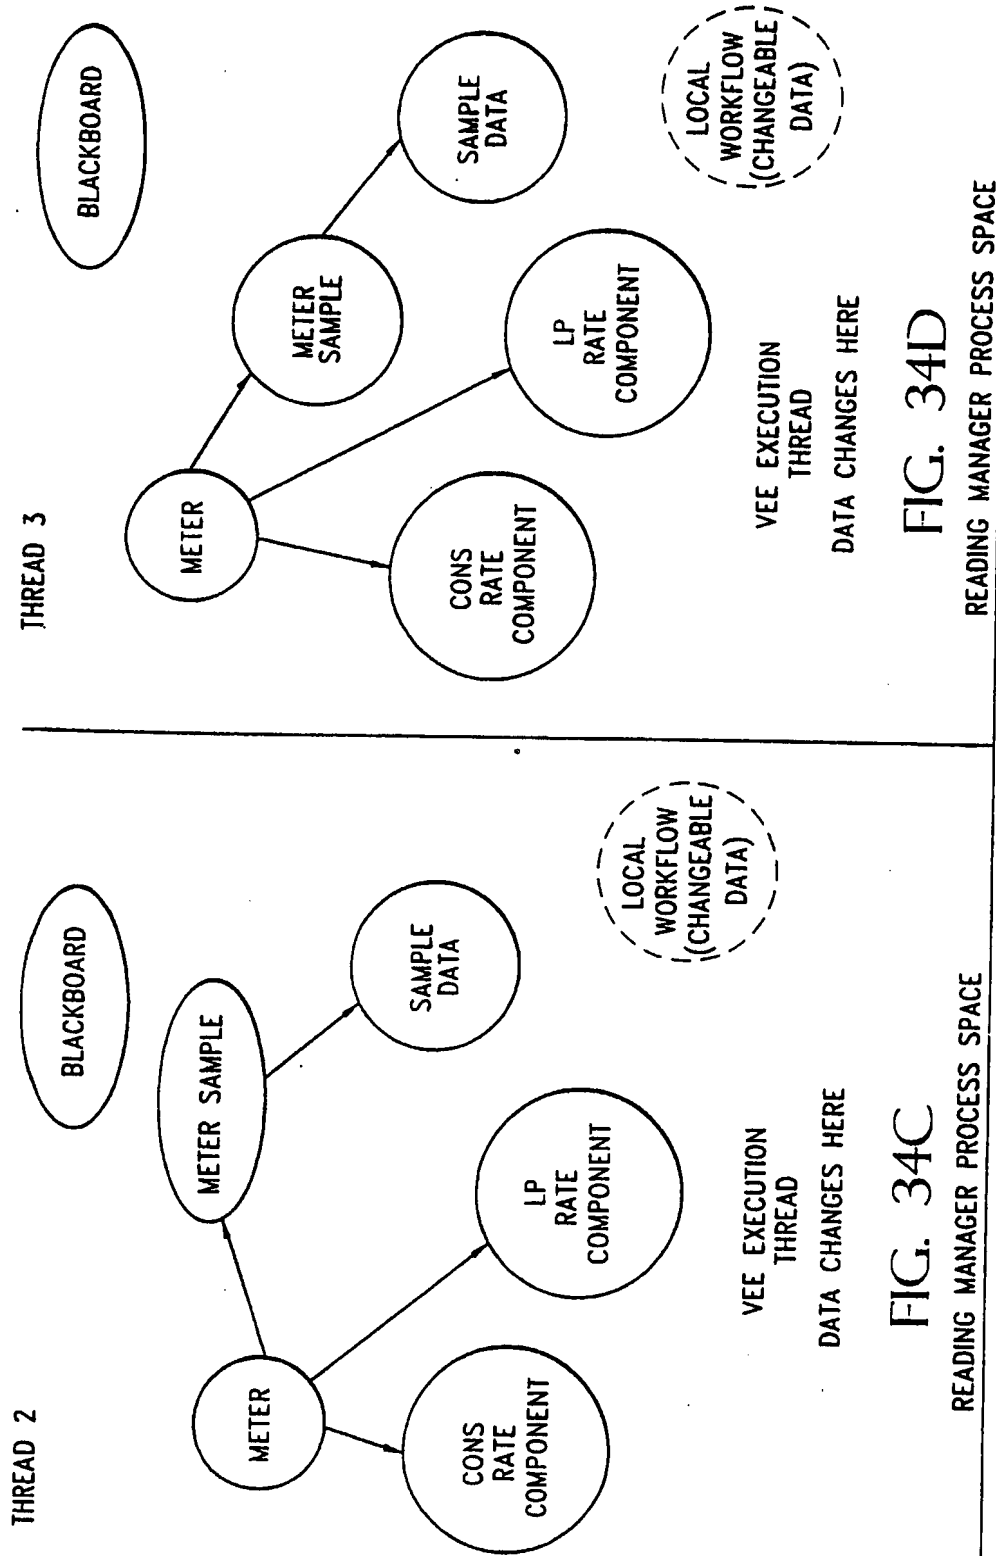 THREAD 2
BLACKBOARD
METER SAMPLE
METER
SAMPLE
DATA
CONS
RATE
COMPONENT
LP
RATE
COMPONENT
LOCAL
WORKFLOW
(CHANGEABLE
DATA)
VEE EXECUTION
THREAD
DATA CHANGES HERE
FIG. 34C
READING MANAGER PROCESS SPACE
THREAD 3
BLACKBOARD
METER
METER
SAMPLE
SAMPLE
DATA
CONS
RATE
COMPONENT
LP
RATE
COMPONENT
LOCAL
WORKFLOW
(CHANGEABLE
DATA)
VEE EXECUTION
THREAD
DATA CHANGES HERE
FIG. 34D
READING MANAGER PROCESS SPACE